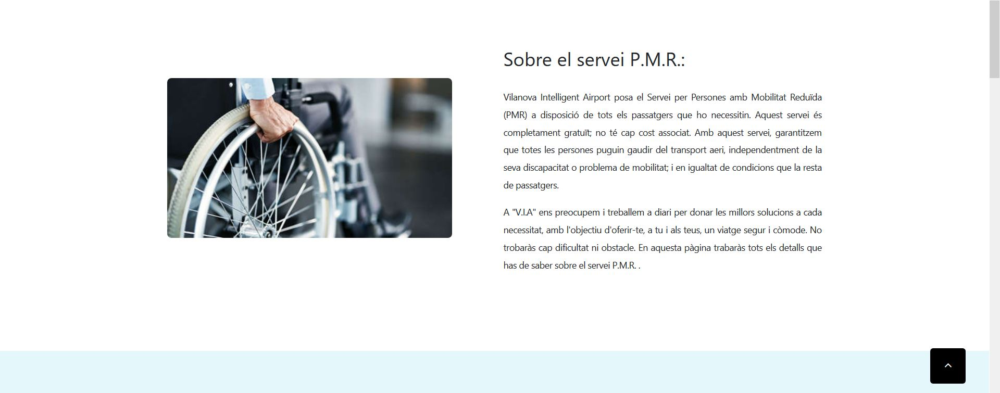 Sobre el servei P.M.R.:
Vilanova Intelligent Airport posa el Servei per Persones amb Mobilitat Reduïda
(PMR) a disposició de tots els passatgers que ho necessitin. Aquest servei és
completament gratuït; no té cap cost associat. Amb aquest servei, garantitzem
que totes les persones puguin gaudir del transport aeri, independentment de la
seva discapacitat o problema de mobilitat; i en igualtat de condicions que la resta
de passatgers.
A "V.I.A" ens preocupem i treballem a diari per donar les millors solucions a cada
necessitat, amb l'objectiu d'oferir-te, a tu i als teus, un viatge segur i còmode. No
trobaràs cap dificultat ni obstacle. En aquesta pàgina trabaràs tots els detalls que
has de saber sobre el servei P.M.R. .